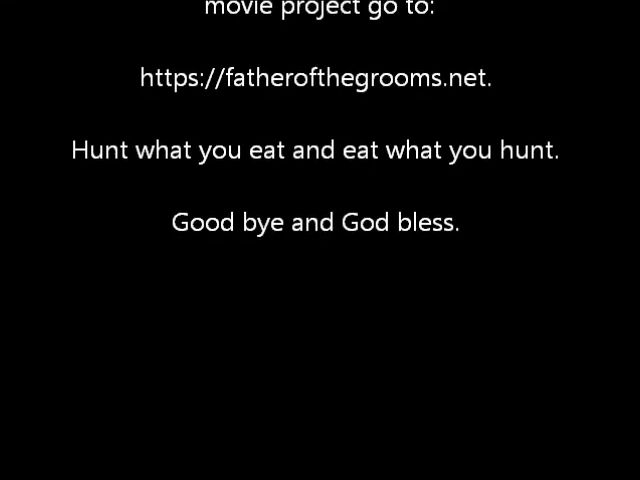 movie project go to:
https://fatherofthegrooms.net.
Hunt what you eat and eat what you hunt.
Good bye and God bless.